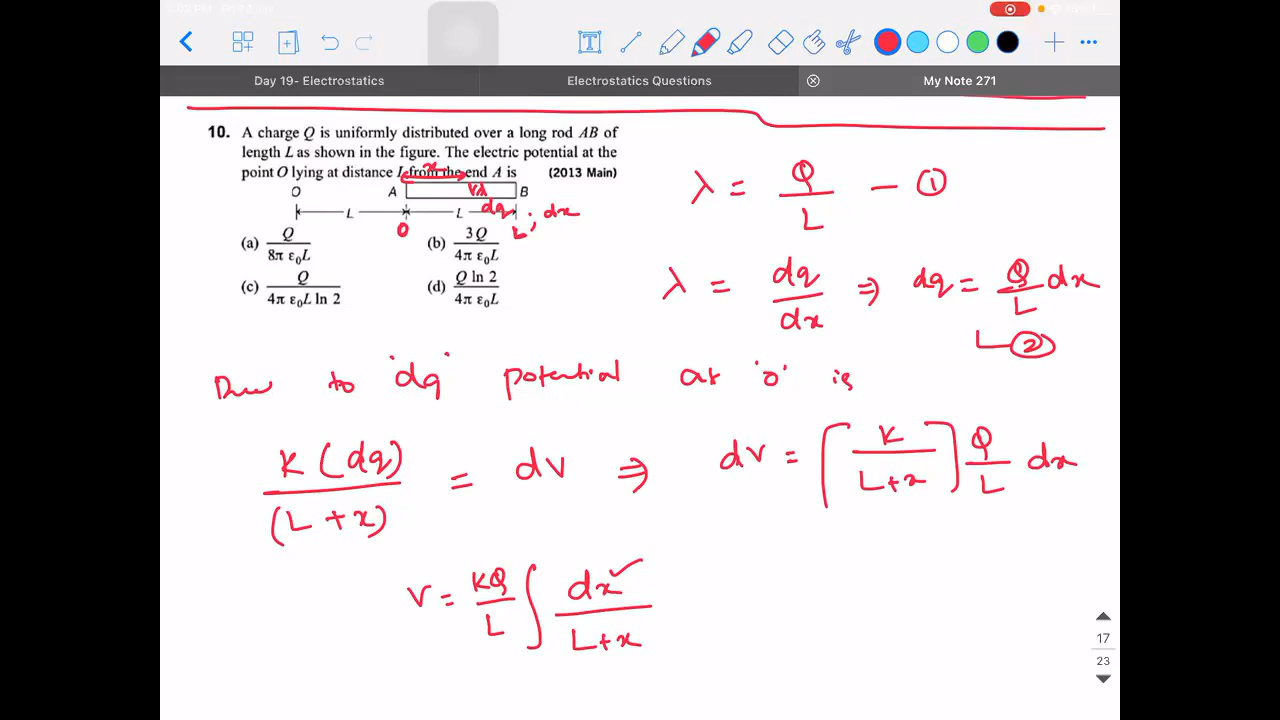 Day 19- Electrostatics
Electrostatics Questions
My Note 271
10. A charge Q is uniformly distributed over a long rod AB of
length L as shown in the figure. The electric potential at the
point O lying at distance L from the end A is (2013 Main)
x
O A B
L L
dq dx
0 L
(a) Q/8π ε₀L (b) 3Q/4π ε₀L
(c) Q/4π ε₀L ln 2 (d) Q ln 2/4π ε₀L
λ = Q/L — ①
λ = dq/dx ⇒ dq = Q/L dx
②
Due to 'dq' potential at 'o' is
K(dq)/(L+x) = dV ⇒ dV = [K/L+x] Q/L dx
V = KQ/L ∫ dx✓/L+x
17
23